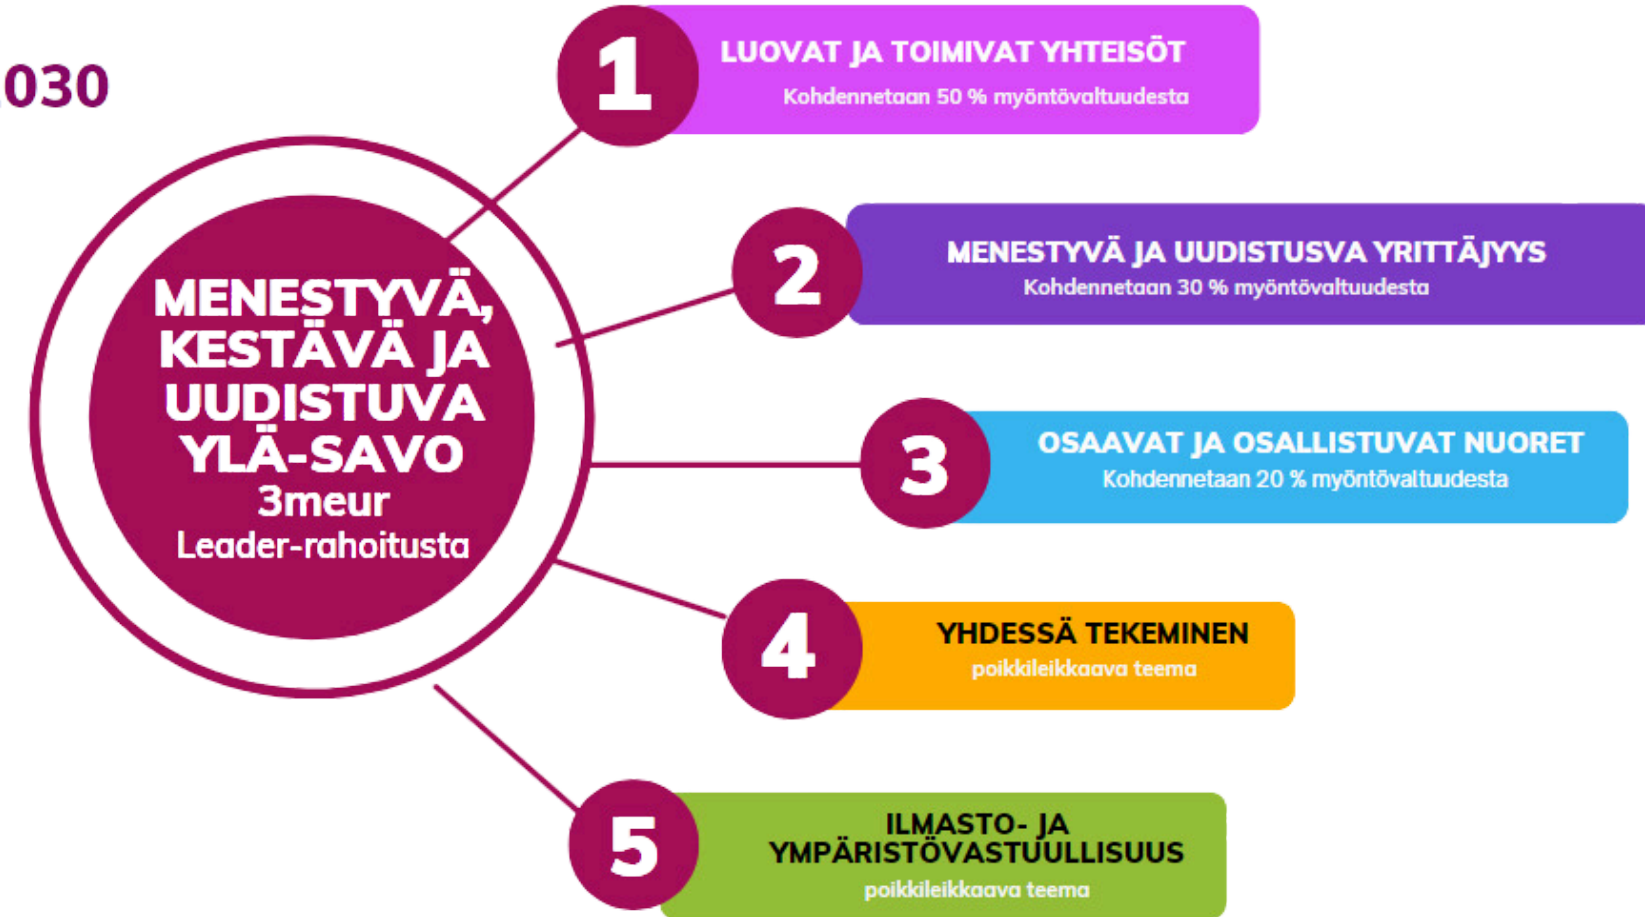 030
MENESTYVÄ,
KESTÄVÄ JA
UUDISTUVA
YLÄ-SAVO
3meur
Leader-rahoitusta
1
LUOVAT JA TOIMIVAT YHTEISÖT
Kohdennetaan 50 % myöntövaltuudesta
2
MENESTYVÄ JA UUDISTUSVA YRITTÄJYYS
Kohdennetaan 30 % myöntövaltuudesta
3
OSAAVAT JA OSALLISTUVAT NUORET
Kohdennetaan 20 % myöntövaltuudesta
4
YHDESSÄ TEKEMINEN
poikkileikkaava teema
5
ILMASTO- JA
YMPÄRISTÖVASTUULLISUUS
poikkileikkaava teema